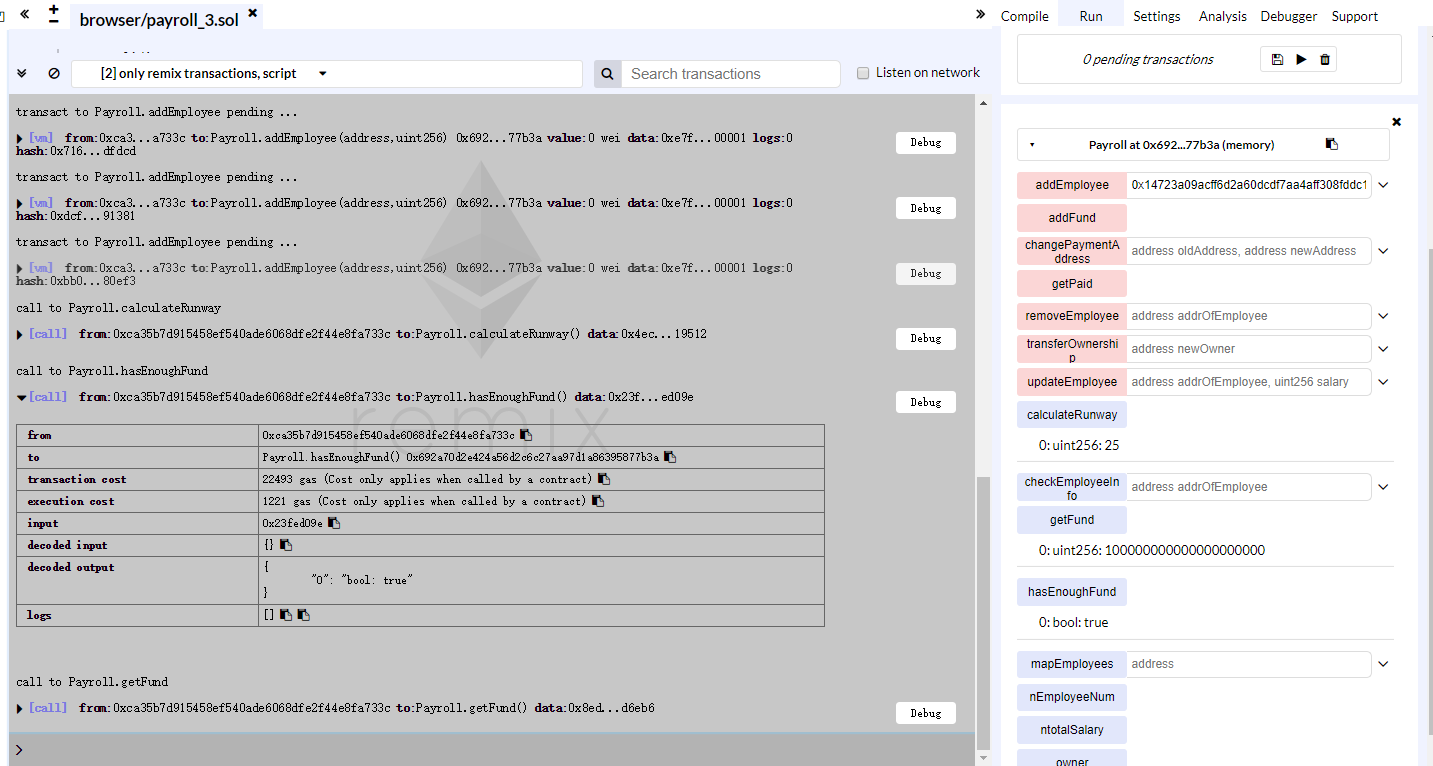 browser/payroll_3.sol
[2] only remix transactions, script
Search transactions
Listen on network
transact to Payroll.addEmployee pending ...
[vm] from:0xca3...a733c to:Payroll.addEmployee(address,uint256) 0x692...77b3a value:0 wei data:0xe7f...00001 logs:0
hash:0x716...dfdcd
Debug
transact to Payroll.addEmployee pending ...
[vm] from:0xca3...a733c to:Payroll.addEmployee(address,uint256) 0x692...77b3a value:0 wei data:0xe7f...00001 logs:0
hash:0xdcf...91381
Debug
transact to Payroll.addEmployee pending ...
[vm] from:0xca3...a733c to:Payroll.addEmployee(address,uint256) 0x692...77b3a value:0 wei data:0xe7f...00001 logs:0
hash:0xbb0...80ef3
Debug
call to Payroll.calculateRunway
[call] from:0xca35b7d915458ef540ade6068dfe2f44e8fa733c to:Payroll.calculateRunway() data:0x4ec...19512
Debug
call to Payroll.hasEnoughFund
[call] from:0xca35b7d915458ef540ade6068dfe2f44e8fa733c to:Payroll.hasEnoughFund() data:0x23f...ed09e
Debug
remix
from 0xca35b7d915458ef540ade6068dfe2f44e8fa733c
to Payroll.hasEnoughFund() 0x692a70d2e424a56d2c6c27aa97d1a86395877b3a
transaction cost 22493 gas (Cost only applies when called by a contract)
execution cost 1221 gas (Cost only applies when called by a contract)
input 0x23fed09e
decoded input {}
decoded output {
"0": "bool: true"
}
logs []
call to Payroll.getFund
[call] from:0xca35b7d915458ef540ade6068dfe2f44e8fa733c to:Payroll.getFund() data:0x8ed...d6eb6
Debug
>
Compile Run Settings Analysis Debugger Support
0 pending transactions
Payroll at 0x692...77b3a (memory)
addEmployee 0x14723a09acff6d2a60dcdf7aa4aff308fddc1
addFund
changePaymentA
ddress
address oldAddress, address newAddress
getPaid
removeEmployee address addrOfEmployee
transferOwnershi
p
address newOwner
updateEmployee address addrOfEmployee, uint256 salary
calculateRunway
0: uint256: 25
checkEmployeeIn
fo
address addrOfEmployee
getFund
0: uint256: 100000000000000000000
hasEnoughFund
0: bool: true
mapEmployees address
nEmployeeNum
ntotalSalary
owner